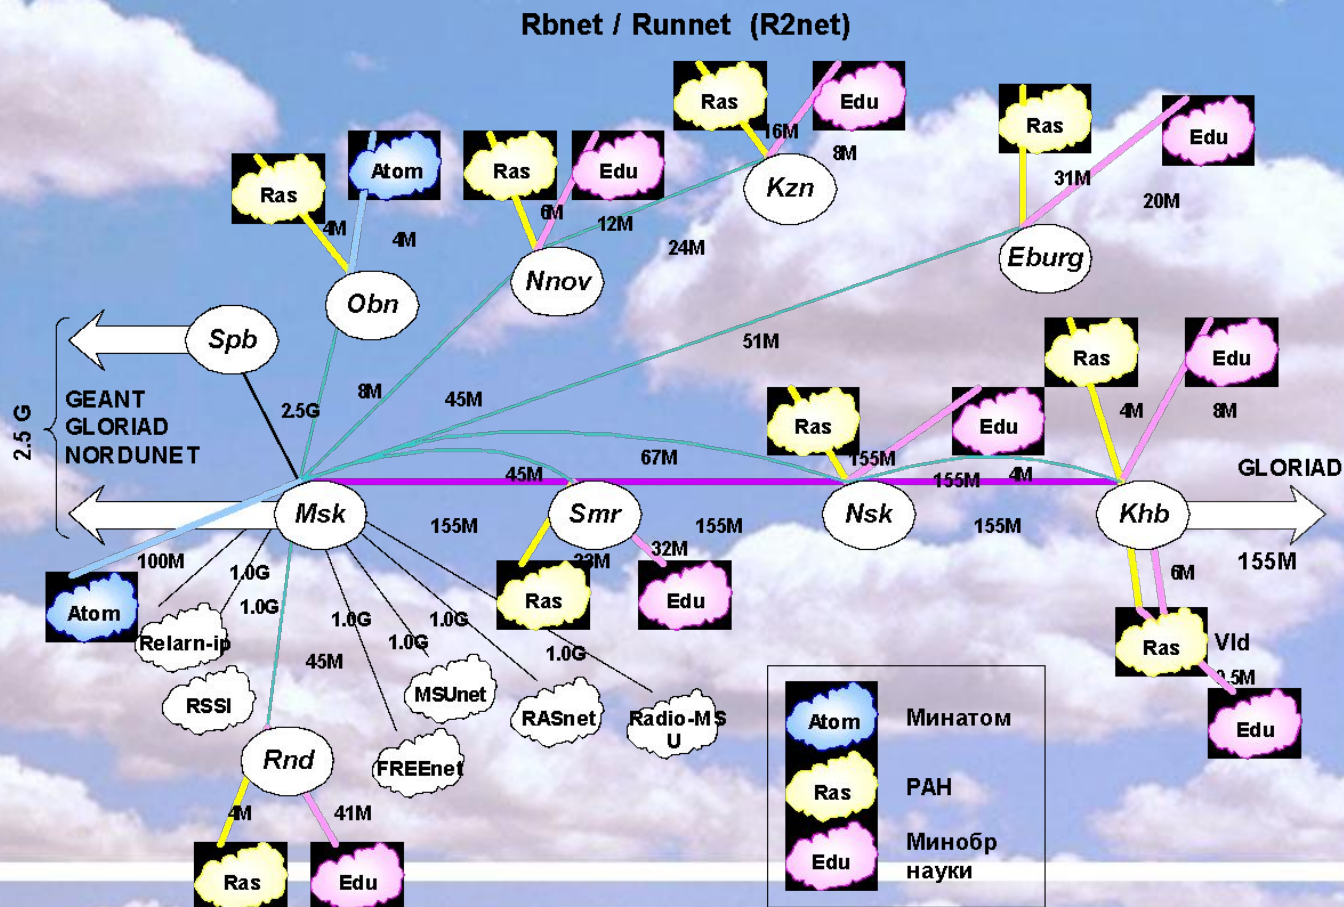 Rbnet / Runnet (R2net)
Ras
Edu
16M
8M
Kzn
Ras
Edu
31M
20M
Eburg
Ras
Atom
4M
4M
Obn
Ras
Edu
6M
12M
24M
Nnov
Spb
2.5 G
GEANT
GLORIAD
NORDUNET
2.5G
8M
45M
51M
Ras
Edu
4M
8M
Ras
Edu
155M
67M
45M
155M
4M
GLORIAD
Msk
Smr
Nsk
Khb
155M
155M
155M
155M
100M
Atom
1.0G
1.0G
1.0G
1.0G
1.0G
1.0G
45M
Relarn-ip
RSSI
MSUnet
FREEnet
RASnet
Radio-MS
U
32M
Ras
Edu
6M
Ras
Vld
Edu
Rnd
4M
41M
Ras
Edu
Atom
Минатом
Ras
РАН
Edu
Минобр
науки